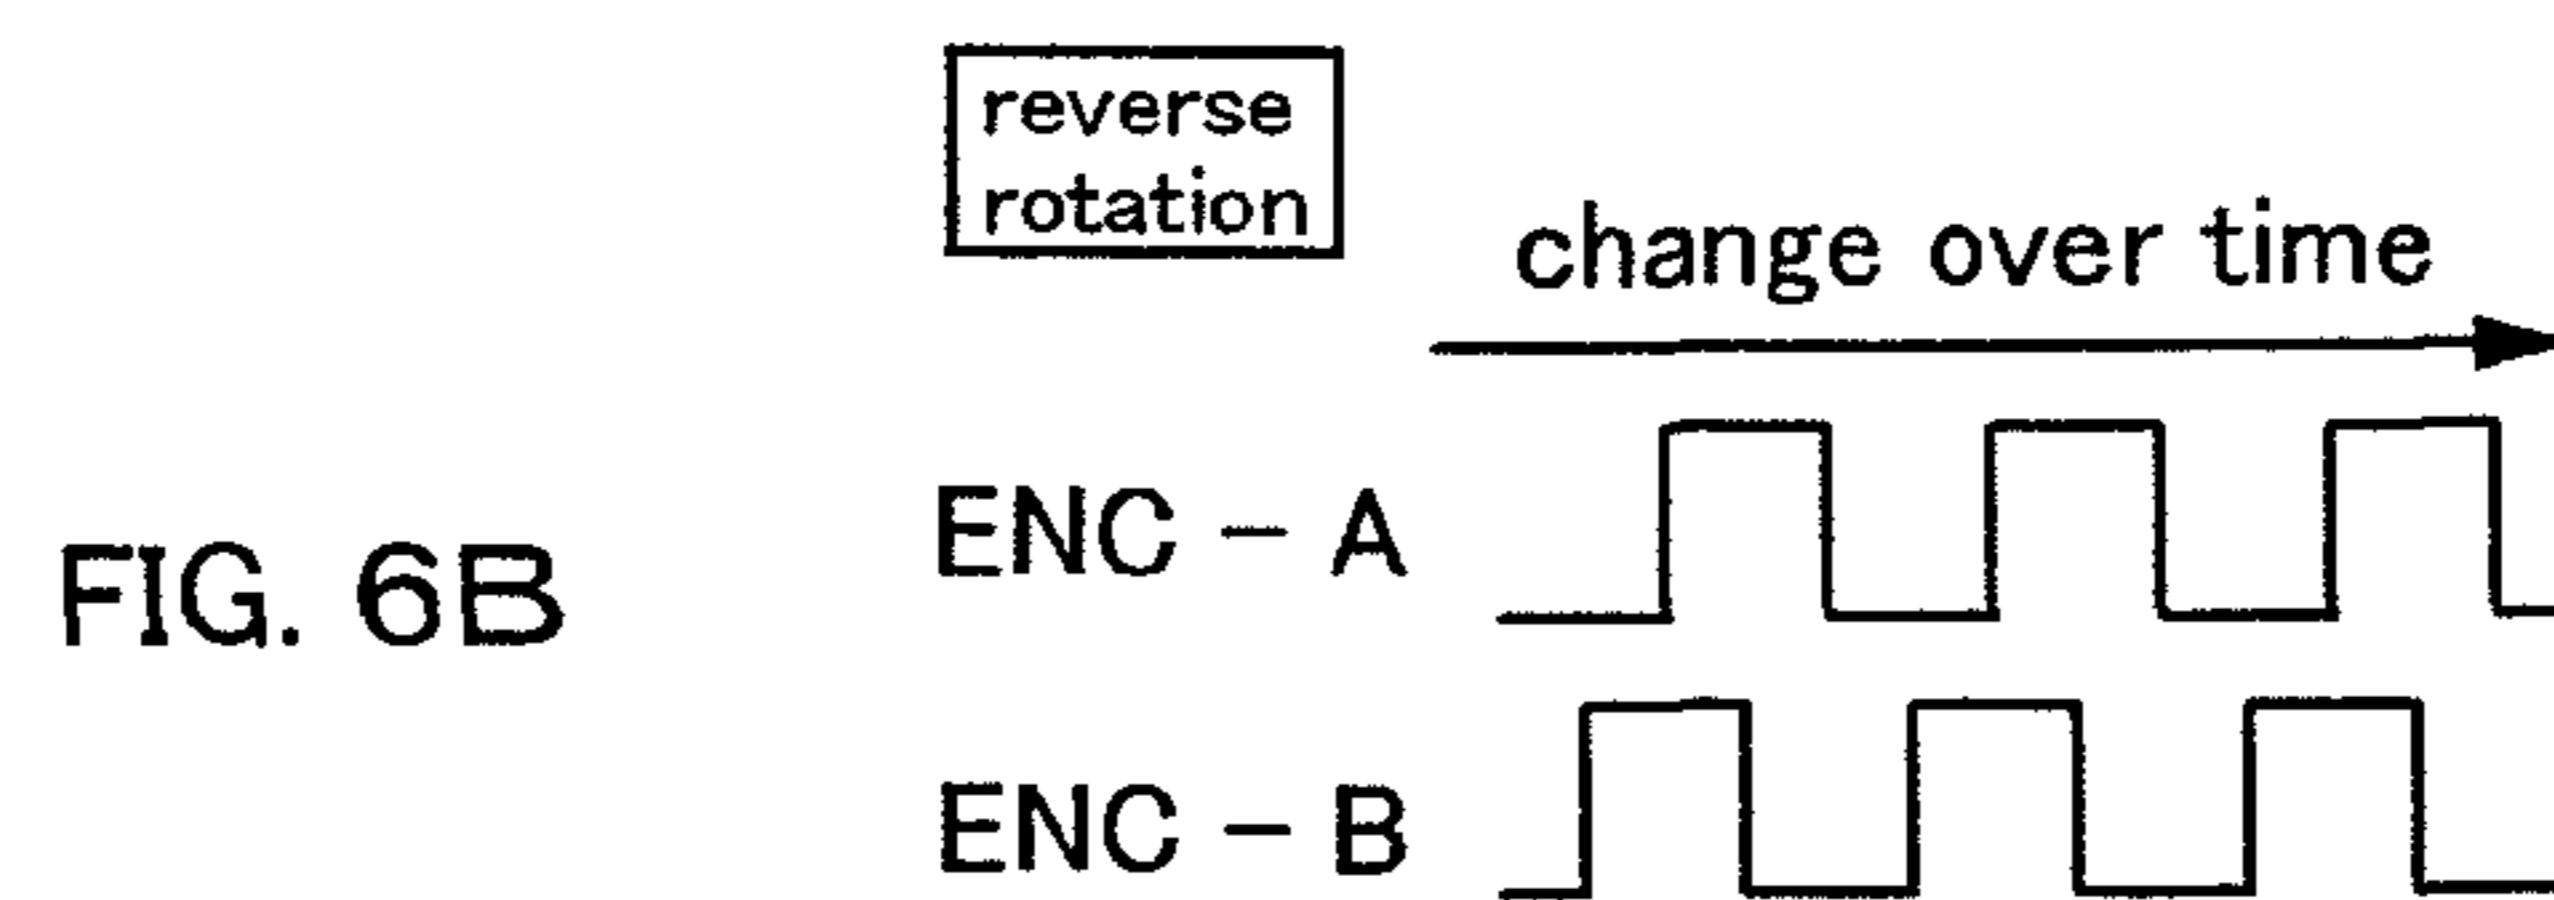 reverse
rotation
change over time
ENC - A
FIG. 6B
ENC - B